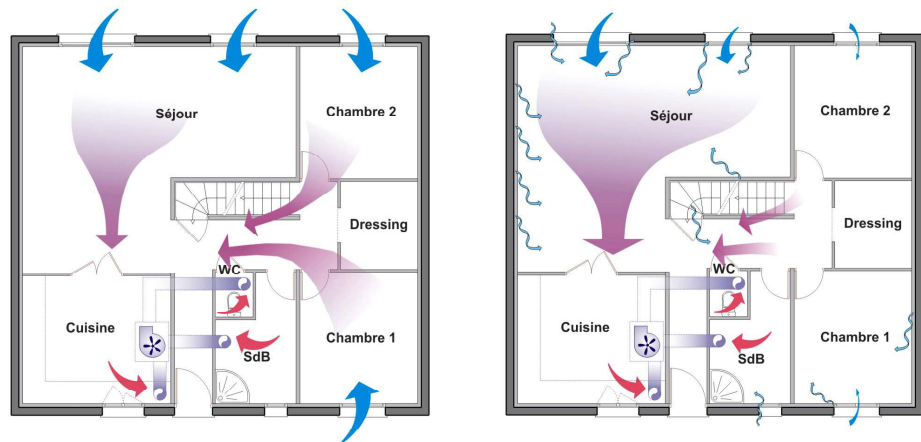 Séjour
Chambre 2
Dressing
WC
Cuisine
SdB
Chambre 1
Séjour
Chambre 2
Dressing
WC
Cuisine
SdB
Chambre 1